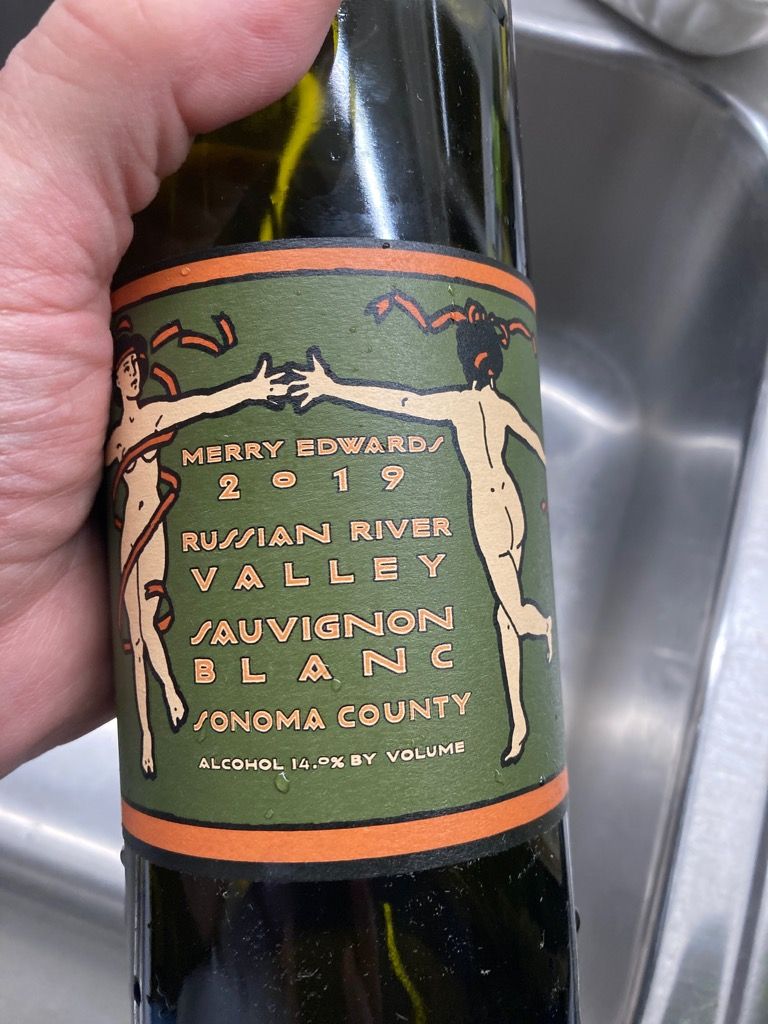 MERRY EDWARDS
2019
RUSSIAN RIVER
VALLEY
SAUVIGNON
BLANC
SONOMA COUNTY
ALCOHOL 14.0% BY VOLUME